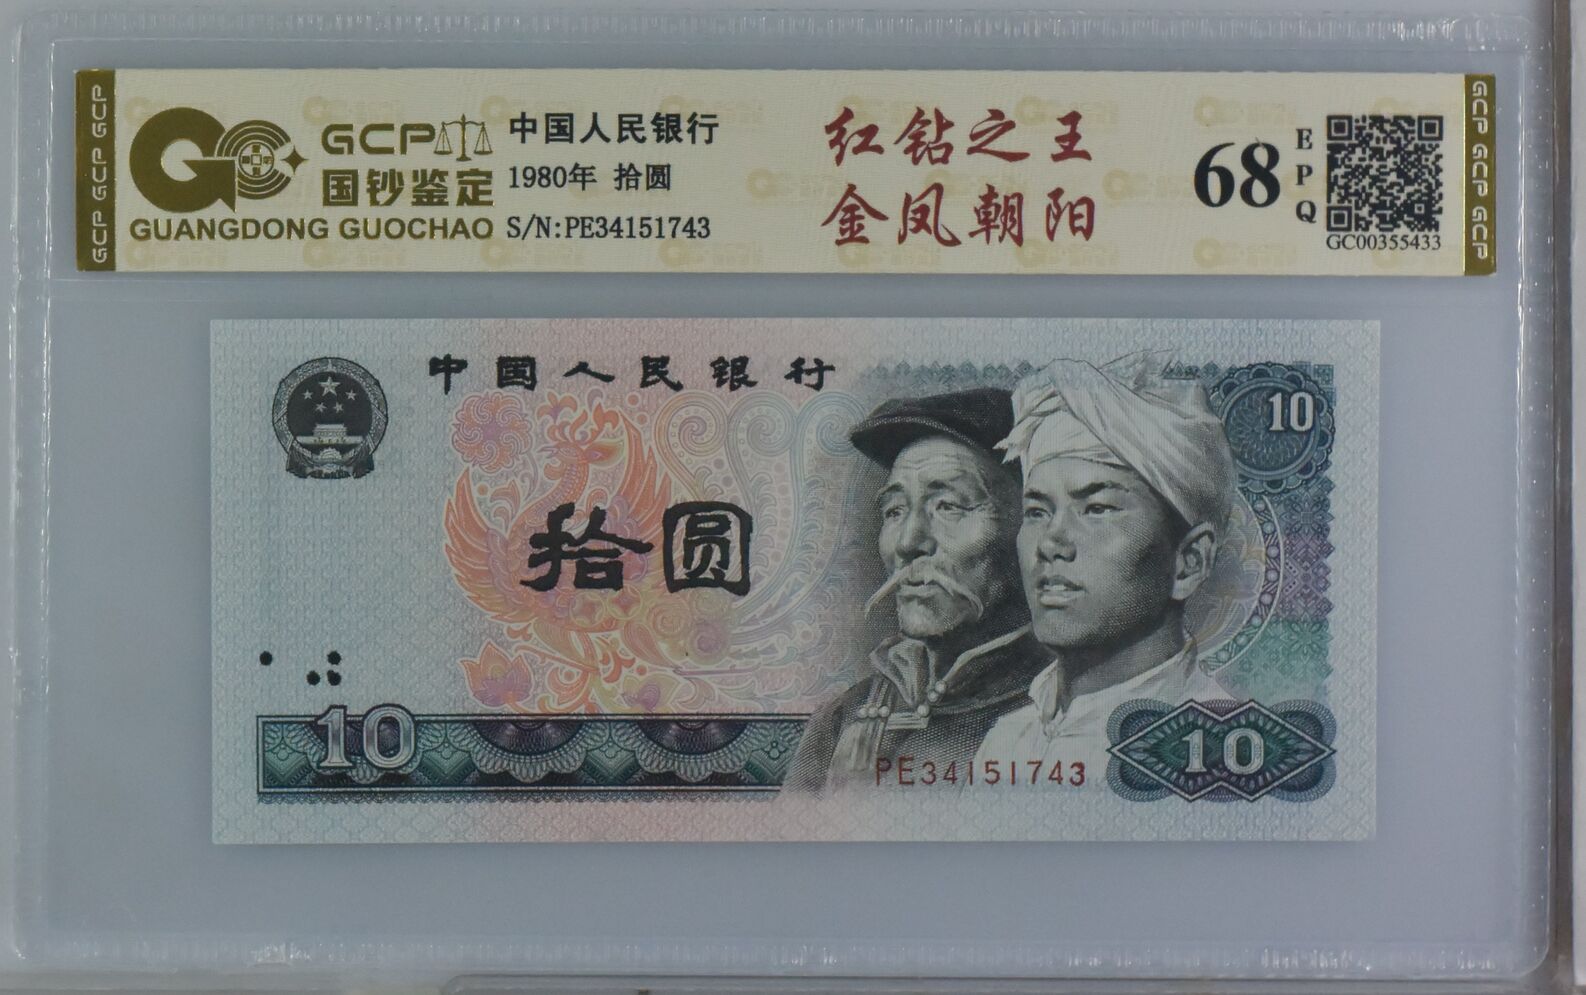 GCP GCP GCP
GCP
国钞鉴定
GUANGDONG GUOCHAO
中国人民银行
1980年 拾圆
S/N:PE34151743
红钻之王
金凤朝阳
68
EPQ
GC00355433
GCP GCP GCP
中国人民银行
10
拾圆
10
PE34151743
10